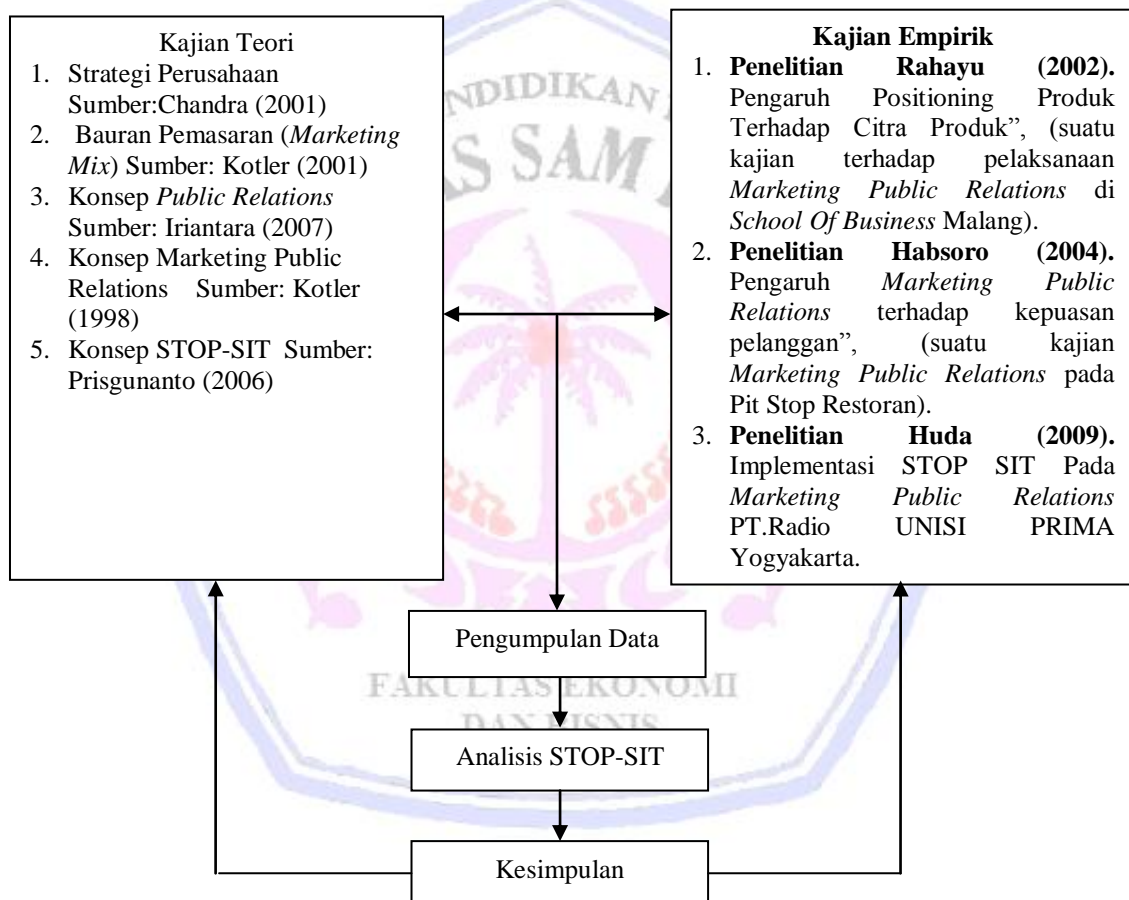 Kajian Teori
1. Strategi Perusahaan
Sumber:Chandra (2001)
2. Bauran Pemasaran (Marketing
Mix) Sumber: Kotler (2001)
3. Konsep Public Relations
Sumber: Iriantara (2007)
4. Konsep Marketing Public
Relations Sumber: Kotler
(1998)
5. Konsep STOP-SIT Sumber:
Prisgunanto (2006)
Kajian Empirik
1. Penelitian Rahayu (2002).
Pengaruh Positioning Produk
Terhadap Citra Produk”, (suatu
kajian terhadap pelaksanaan
Marketing Public Relations di
School Of Business Malang).
2. Penelitian Habsoro (2004).
Pengaruh Marketing Public
Relations terhadap kepuasan
pelanggan”, (suatu kajian
Marketing Public Relations pada
Pit Stop Restoran).
3. Penelitian Huda (2009).
Implementasi STOP SIT Pada
Marketing Public Relations
PT.Radio UNISI PRIMA
Yogyakarta.
Pengumpulan Data
FAKULTAS EKONOMI
DAN BISNIS
Analisis STOP-SIT
Kesimpulan